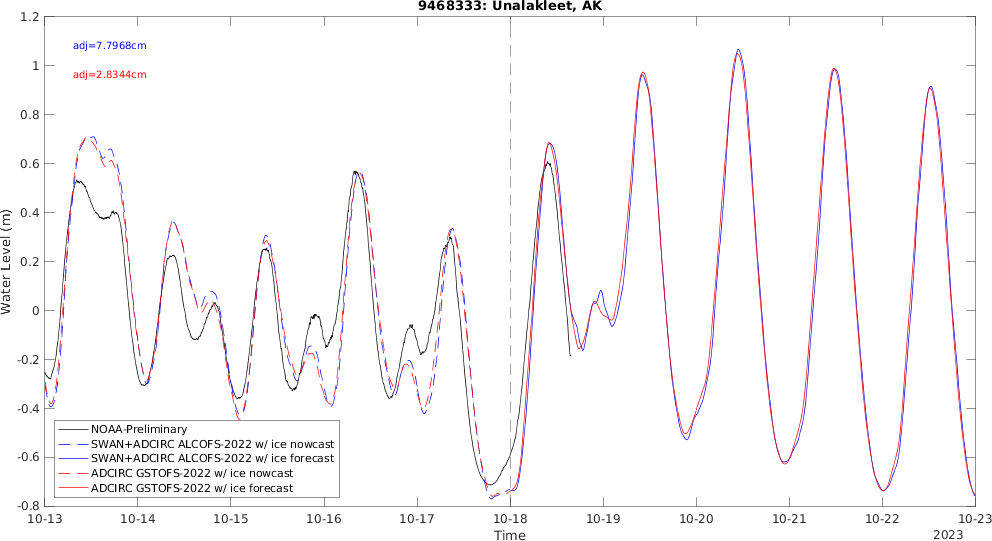 9468333: Unalakleet, AK
1.2
1
0.8
0.6
0.4
0.2
0
-0.2
-0.4
-0.6
-0.8
Water Level (m)
adj=7.7968cm
adj=2.8344cm
NOAA-Preliminary
SWAN+ADCIRC ALCOFS-2022 w/ ice nowcast
SWAN+ADCIRC ALCOFS-2022 w/ ice forecast
ADCIRC GSTOFS-2022 w/ ice nowcast
ADCIRC GSTOFS-2022 w/ ice forecast
10-13 10-14 10-15 10-16 10-17 10-18 10-19 10-20 10-21 10-22 10-23
Time
2023